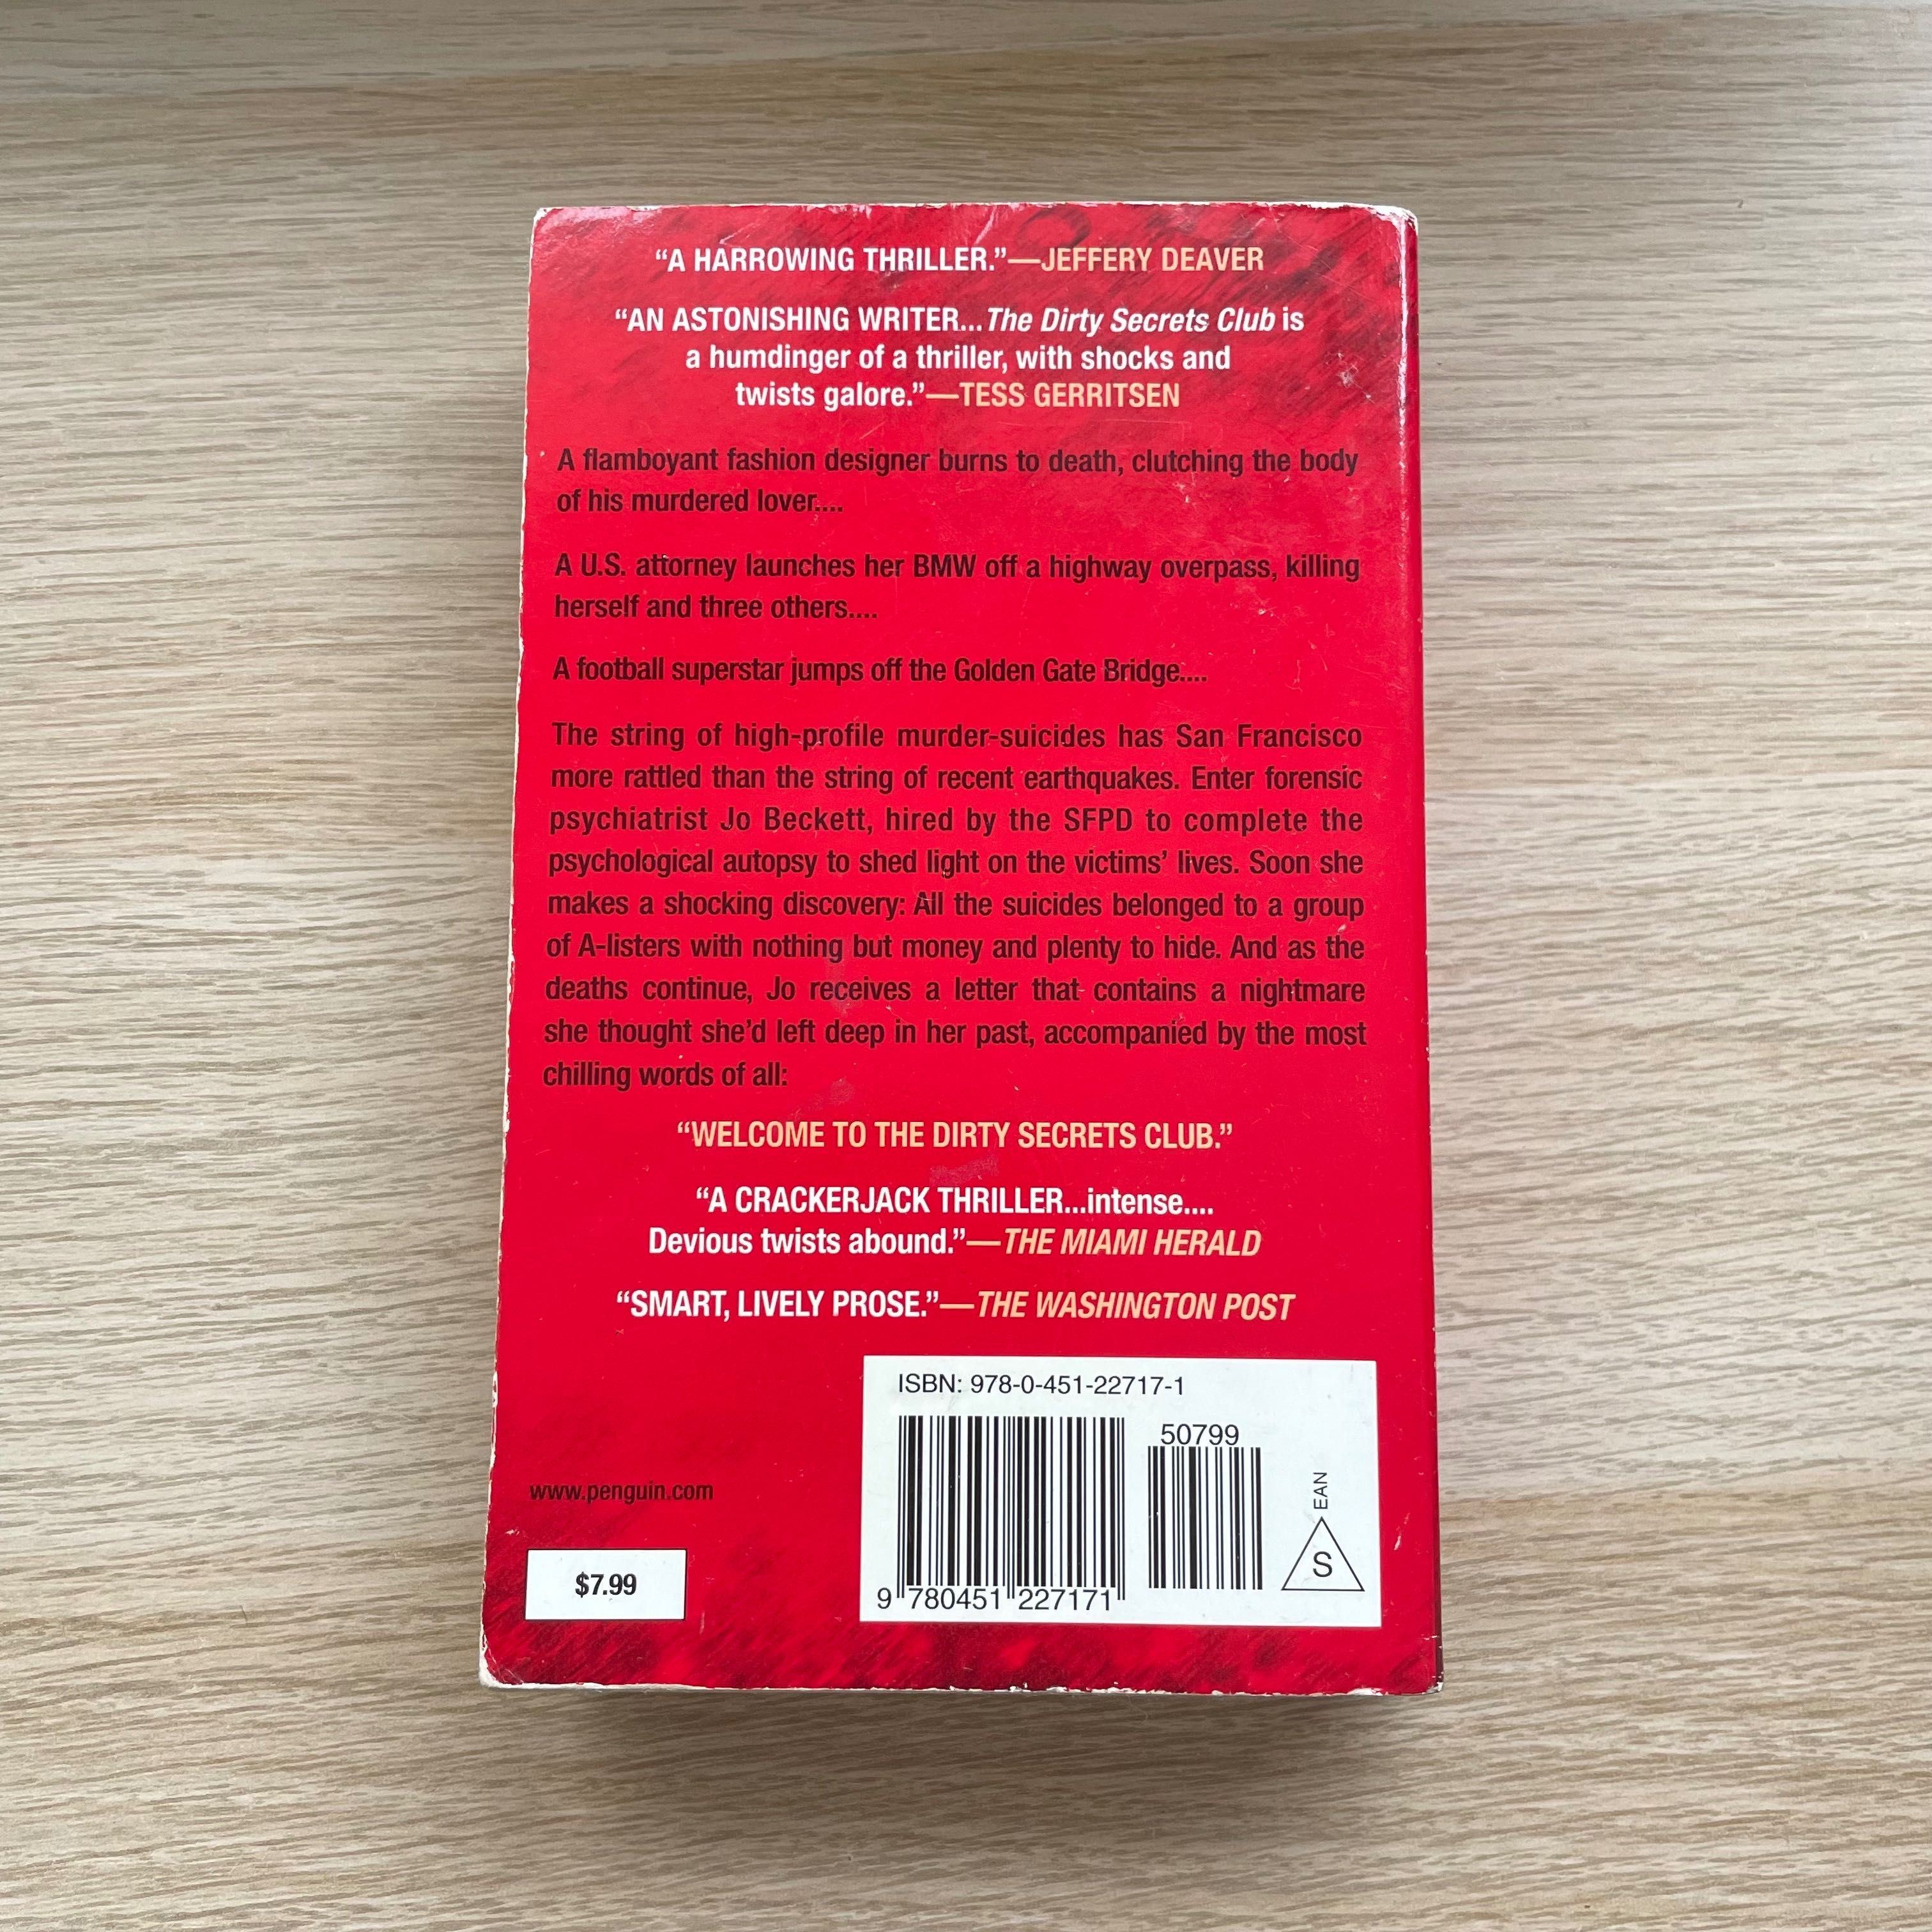 “A HARROWING THRILLER.”—JEFFERY DEAVER
“AN ASTONISHING WRITER...The Dirty Secrets Club is
a humdinger of a thriller, with shocks and
twists galore.”—TESS GERRITSEN
A flamboyant fashion designer burns to death, clutching the body
of his murdered lover....
A U.S. attorney launches her BMW off a highway overpass, killing
herself and three others....
A football superstar jumps off the Golden Gate Bridge....
The string of high-profile murder-suicides has San Francisco
more rattled than the string of recent earthquakes. Enter forensic
psychiatrist Jo Beckett, hired by the SFPD to complete the
psychological autopsy to shed light on the victims’ lives. Soon she
makes a shocking discovery: All the suicides belonged to a group
of A-listers with nothing but money and plenty to hide. And as the
deaths continue, Jo receives a letter that contains a nightmare
she thought she’d left deep in her past, accompanied by the most
chilling words of all:
“WELCOME TO THE DIRTY SECRETS CLUB.”
“A CRACKERJACK THRILLER...intense....
Devious twists abound.”—THE MIAMI HERALD
“SMART, LIVELY PROSE.”—THE WASHINGTON POST
ISBN: 978-0-451-22717-1
50799
EAN
S
9 780451 227171
www.penguin.com
$7.99